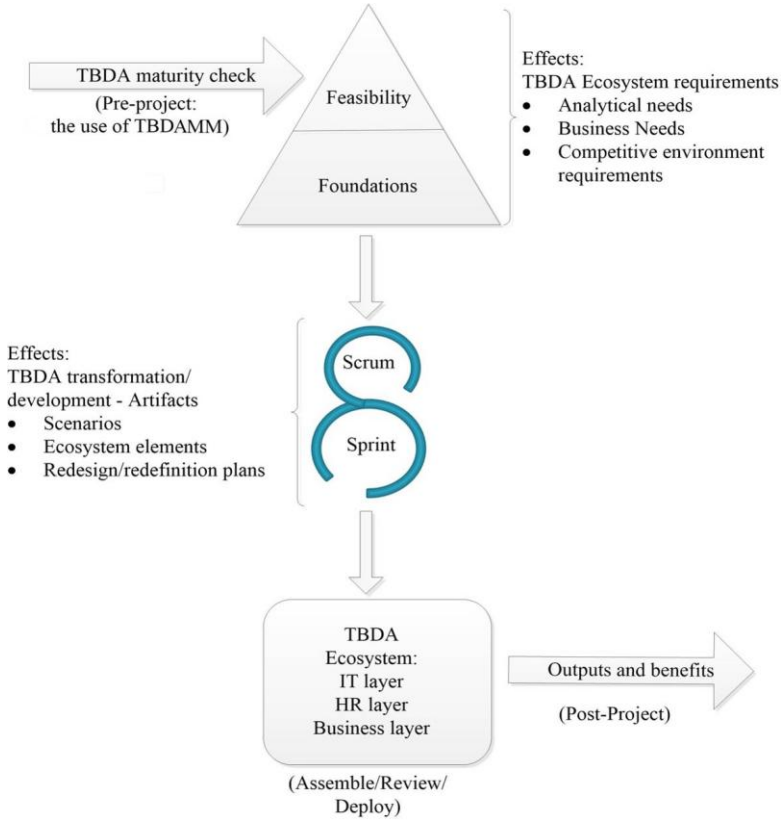 TBDA maturity check
(Pre-project:
the use of TBDAMM)
Feasibility
Foundations
Effects:
TBDA Ecosystem requirements
• Analytical needs
• Business Needs
• Competitive environment
requirements
Effects:
TBDA transformation/
development - Artifacts
• Scenarios
• Ecosystem elements
• Redesign/redefinition plans
Scrum
Sprint
TBDA
Ecosystem:
IT layer
HR layer
Business layer
(Assemble/Review/
Deploy)
Outputs and benefits
(Post-Project)